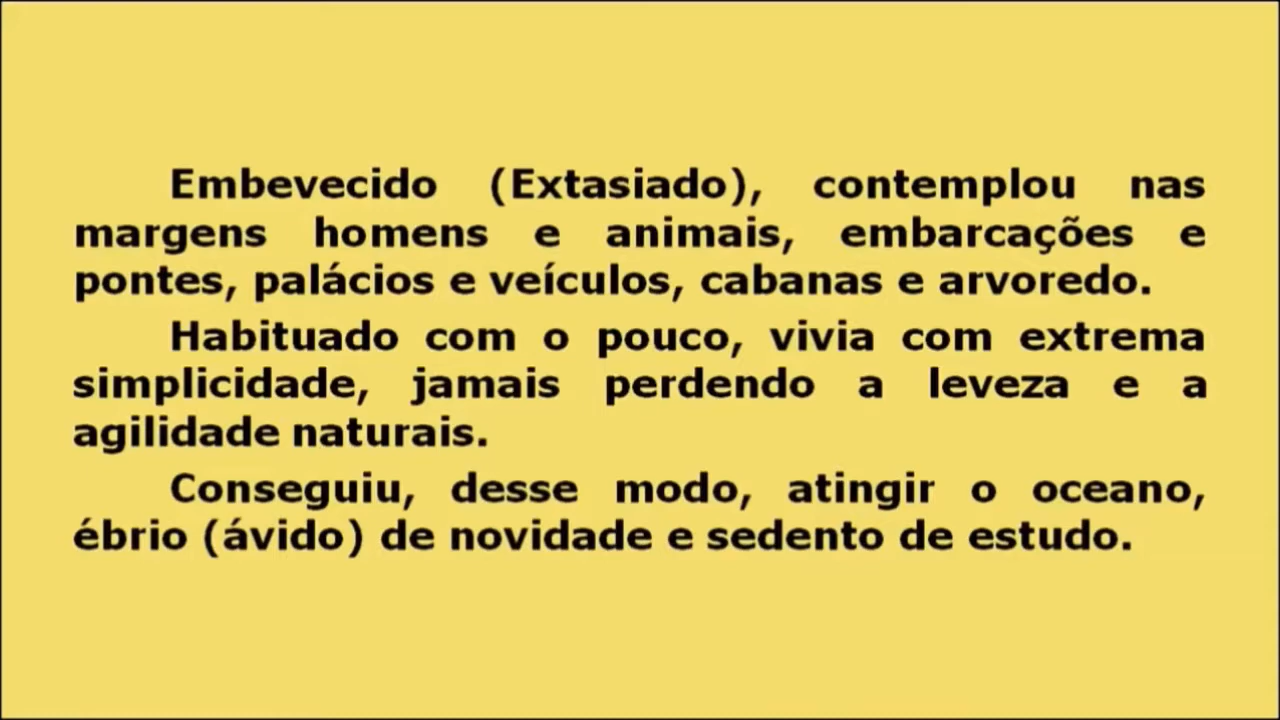 Embevecido (Extasiado), contemplou nas
margens homens e animais, embarcações e
pontes, palácios e veículos, cabanas e arvoredo.
Habituado com o pouco, vivia com extrema
simplicidade, jamais perdendo a leveza e a
agilidade naturais.
Conseguiu, desse modo, atingir o oceano,
ébrio (ávido) de novidade e sedento de estudo.